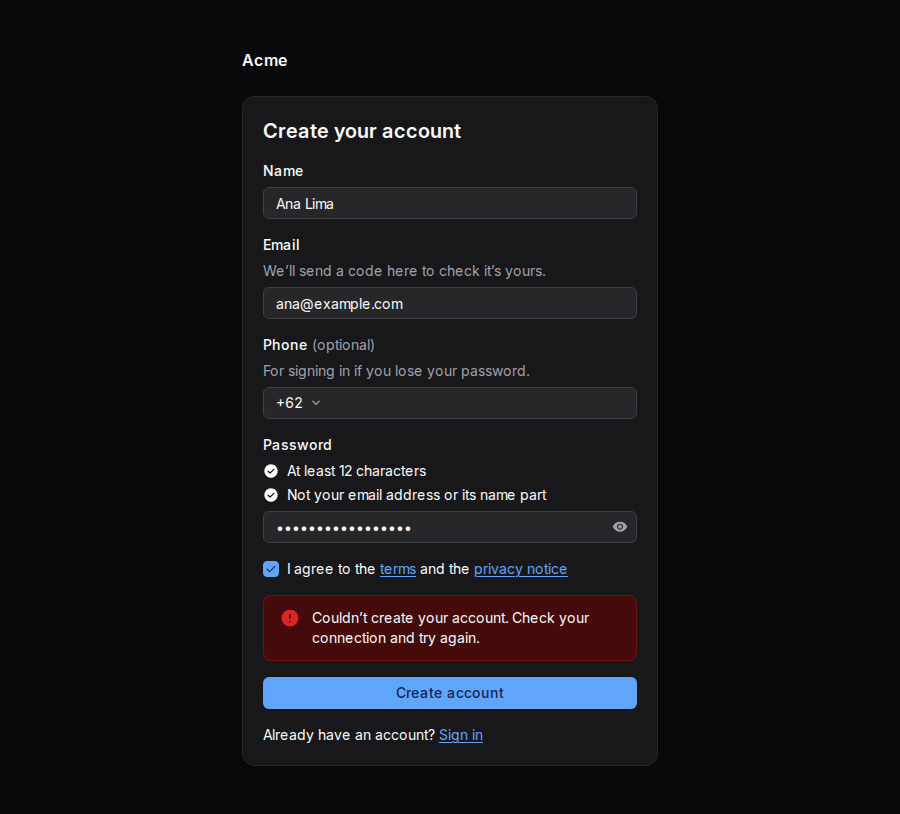 Acme
Create your account
Name
Ana Lima
Email
We’ll send a code here to check it’s yours.
ana@example.com
Phone (optional)
For signing in if you lose your password.
+62
Password
At least 12 characters
Not your email address or its name part
•••••••••••••••••
I agree to the terms and the privacy notice
Couldn’t create your account. Check your
connection and try again.
Create account
Already have an account? Sign in